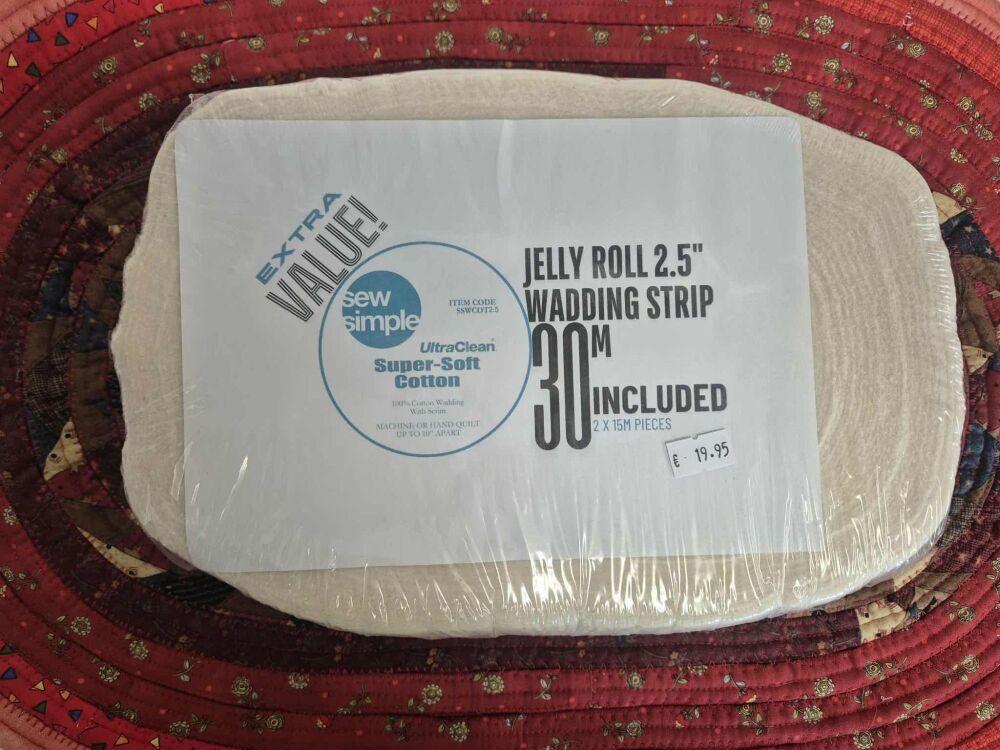 EXTRA
VALUE!
sew
simple
ITEM CODE
SSWCOT2.5
UltraClean
Super-Soft
Cotton
100% Cotton Wadding
With Scrim
MACHINE OR HAND QUILT
UP TO 10" APART
JELLY ROLL 2.5"
WADDING STRIP
30M
INCLUDED
2 X 15M PIECES
€ - 19.95